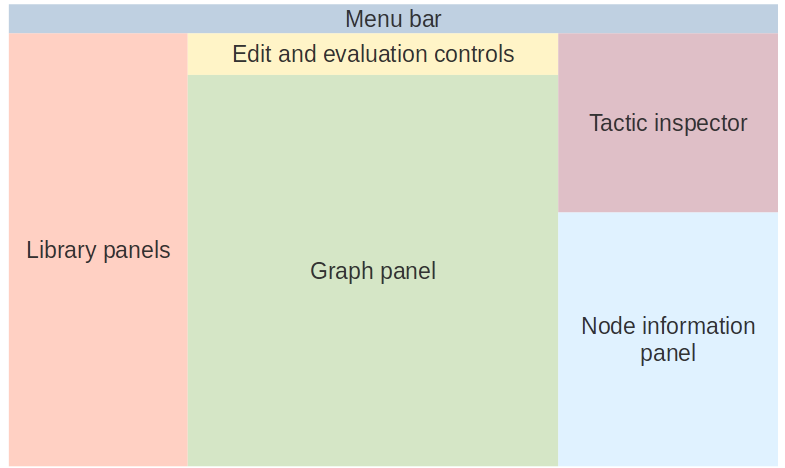 Menu bar
Edit and evaluation controls
Tactic inspector
Library panels
Graph panel
Node information
panel